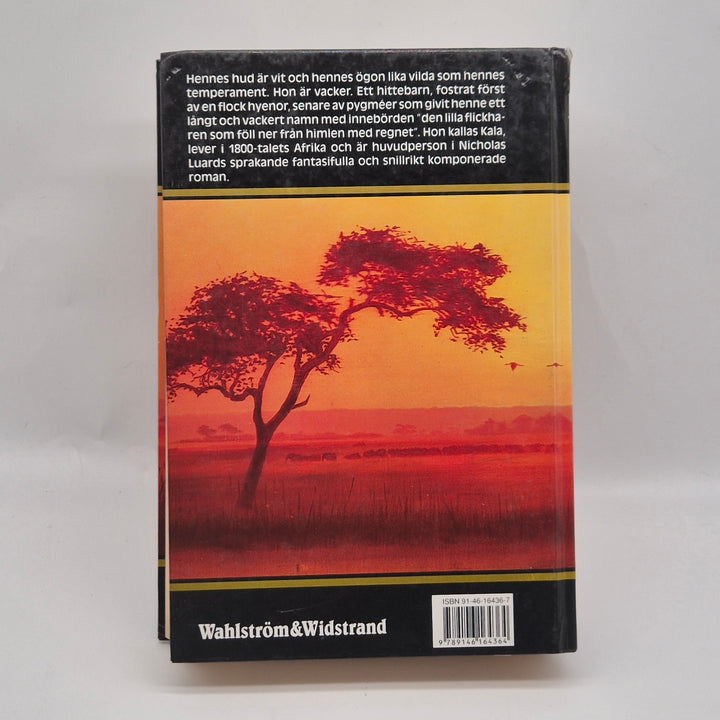 Hennes hud är vit och hennes ögon lika vilda som hennes
temperament. Hon är vacker. Ett hittebarn, fostrat först
av en flock hyenor, senare av pygméer som givit henne ett
långt och vackert namn med innebörden "den lilla flickha-
ren som föll ner från himlen med regnet". Hon kallas Kala,
lever i 1800-talets Afrika och är huvudperson i Nicholas
Luards sprakande fantasifulla och snillrikt komponerade
roman.
ISBN 91-46-16436-7
Wahlström&Widstrand
9 789146 164364